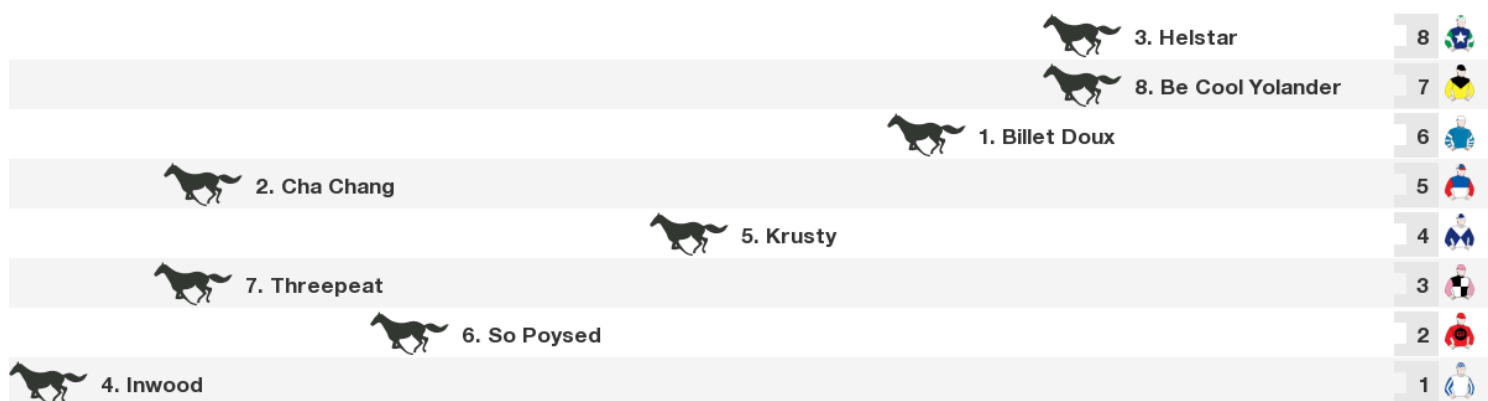 3. Helstar 8
8. Be Cool Yolander 7
1. Billet Doux 6
2. Cha Chang 5
5. Krusty 4
7. Threepeat 3
6. So Poysed 2
4. Inwood 1